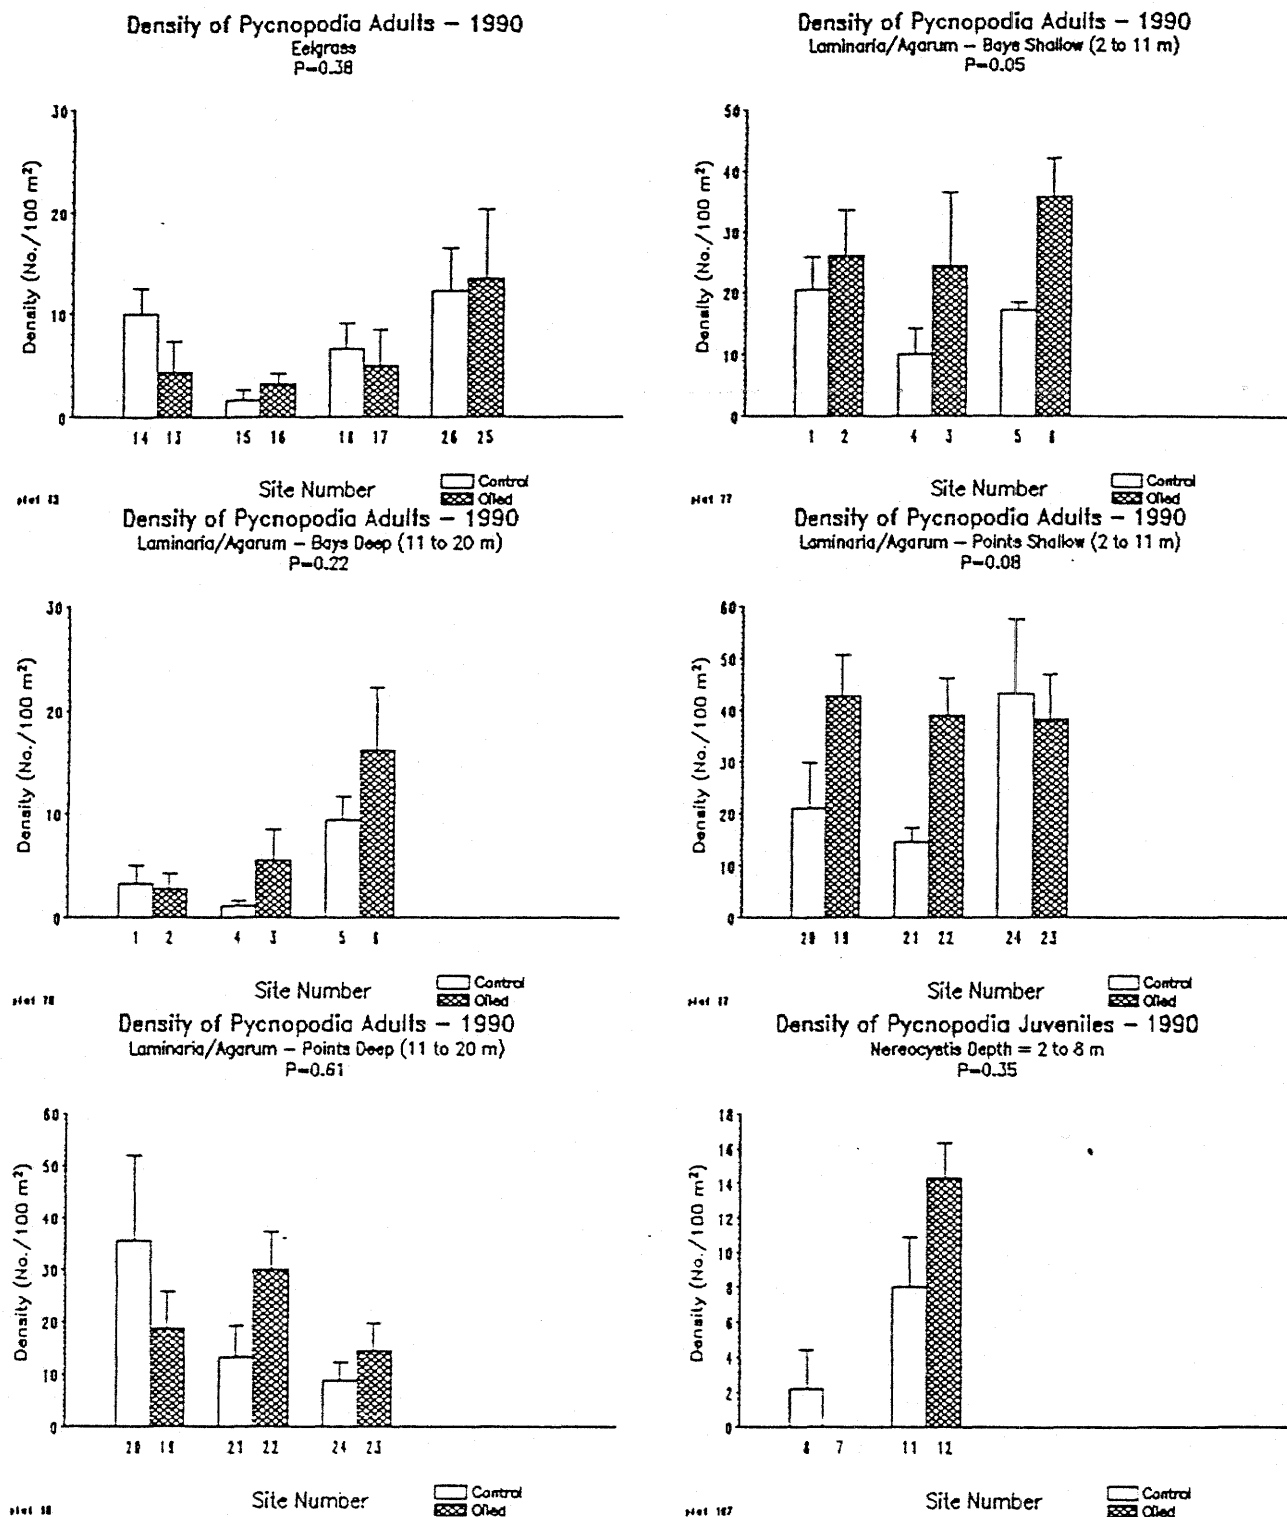 Density of Pycnopodia Adults – 1990
Eelgrass
P=0.38
Density (No./100 m²)
30
20
10
0
14 13 15 16 18 17 26 25
Site Number
Control
Oiled
Density of Pycnopodia Adults – 1990
Laminaria/Agarum – Bays Shallow (2 to 11 m)
P=0.05
Density (No./100 m²)
50
40
30
20
10
0
1 2 4 3 5 6
plot 77
Site Number
Control
Oiled
Density of Pycnopodia Adults – 1990
Laminaria/Agarum – Bays Deep (11 to 20 m)
P=0.22
Density (No./100 m²)
30
20
10
0
1 2 4 3 5 6
plot 78
Site Number
Control
Oiled
Density of Pycnopodia Adults – 1990
Laminaria/Agarum – Points Shallow (2 to 11 m)
P=0.08
Density (No./100 m²)
60
50
40
30
20
10
0
20 19 21 22 24 23
Site Number
Control
Oiled
Density of Pycnopodia Adults – 1990
Laminaria/Agarum – Points Deep (11 to 20 m)
P=0.61
Density (No./100 m²)
60
50
40
30
20
10
0
20 19 21 22 24 23
Site Number
Control
Oiled
Density of Pycnopodia Juveniles – 1990
Nereocystis Depth = 2 to 8 m
P=0.35
Density (No./100 m²)
18
16
14
12
10
8
6
4
2
0
7 11 12
Site Number
Control
Oiled